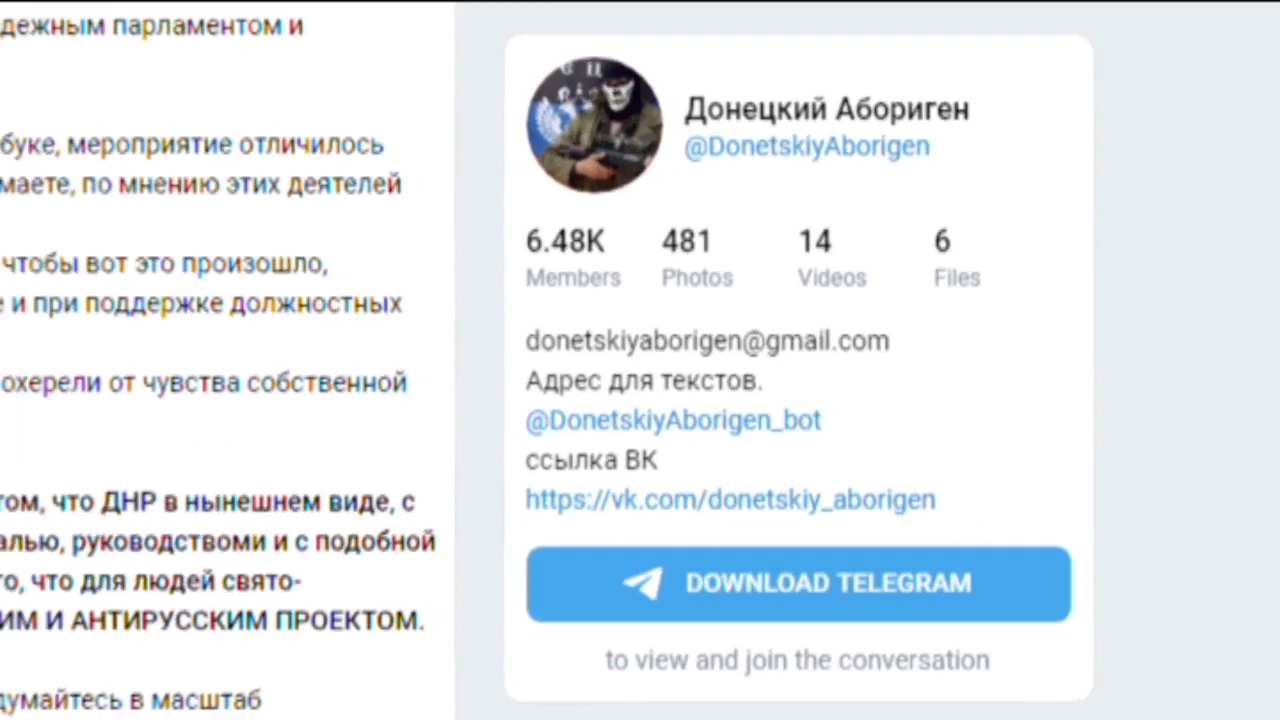 дежным парламентом и
буке, мероприятие отличилось
маете, по мнению этих деятелей
чтобы вот это произошло,
е и при поддержке должностных
охерели от чувства собственной
том, что ДНР в нынешнем виде, с
алью, руководствоми и с подобной
то, что для людей свято-
ИМ И АНТИРУССКИМ ПРОЕКТОМ.
думайтесь в масштаб
Донецкий Абориген
@DonetskiyAborigen
6.48K 481 14 6
Members Photos Videos Files
donetskiyaborigen@gmail.com
Адрес для текстов.
@DonetskiyAborigen_bot
ссылка ВК
https://vk.com/donetskiy_aborigen
DOWNLOAD TELEGRAM
to view and join the conversation